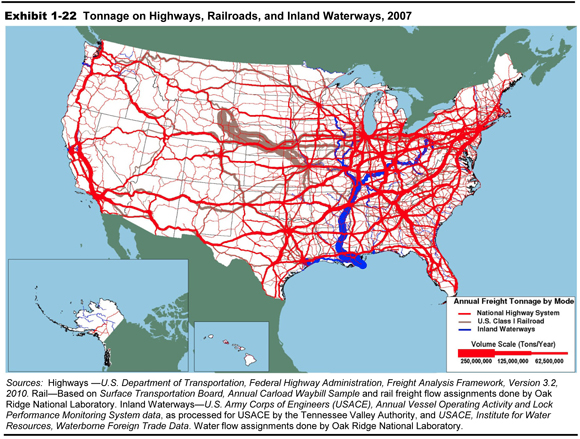 Exhibit 1-22 Tonnage on Highways, Railroads, and Inland Waterways, 2007
Annual Freight Tonnage by Mode
National Highway System
U.S. Class I Railroad
Inland Waterways
Volume Scale (Tons/Year)
250,000,000 125,000,000 62,500,000
Sources: Highways —U.S. Department of Transportation, Federal Highway Administration, Freight Analysis Framework, Version 3.2,
2010. Rail—Based on Surface Transportation Board, Annual Carload Waybill Sample and rail freight flow assignments done by Oak
Ridge National Laboratory. Inland Waterways—U.S. Army Corps of Engineers (USACE), Annual Vessel Operating Activity and Lock
Performance Monitoring System data, as processed for USACE by the Tennessee Valley Authority, and USACE, Institute for Water
Resources, Waterborne Foreign Trade Data. Water flow assignments done by Oak Ridge National Laboratory.